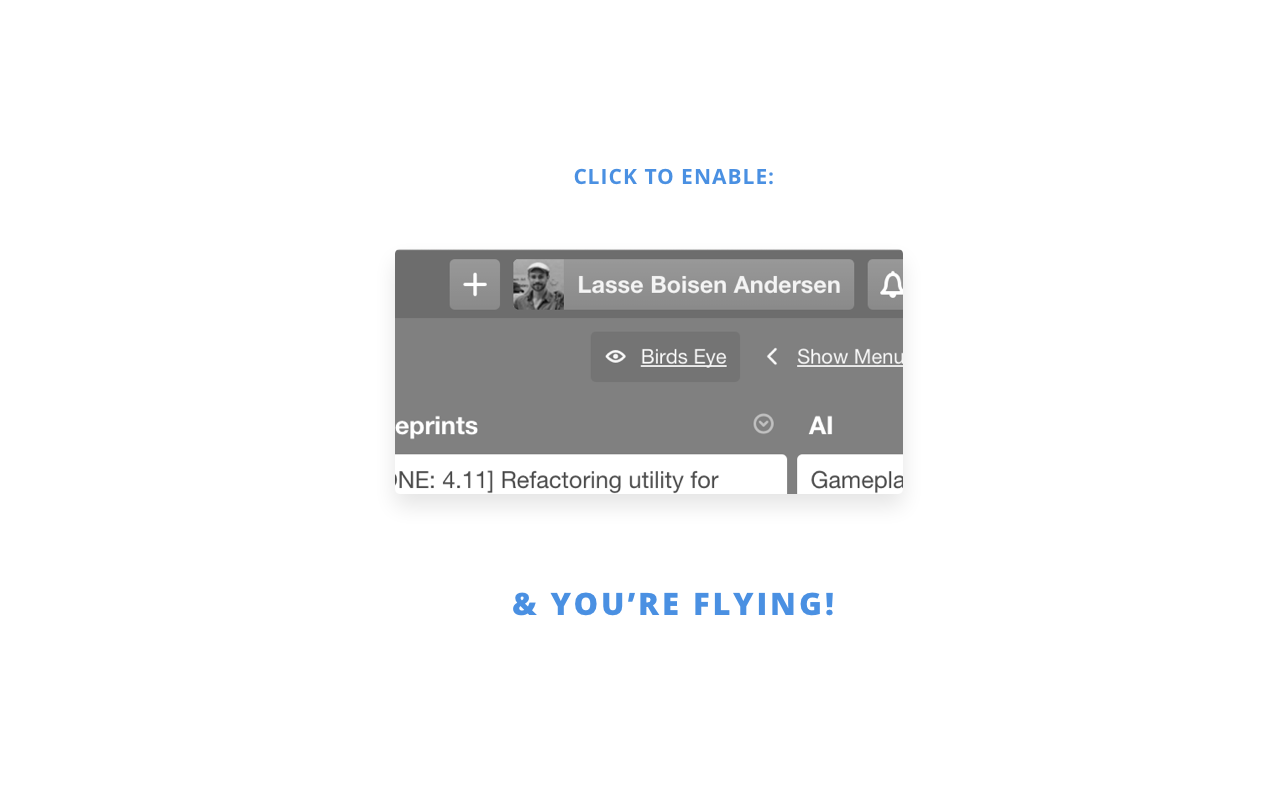 CLICK TO ENABLE:
Lasse Boisen Andersen
Birds Eye
Show Menu
eprints
AI
ONE: 4.11] Refactoring utility for
Gamepla
& YOU’RE FLYING!